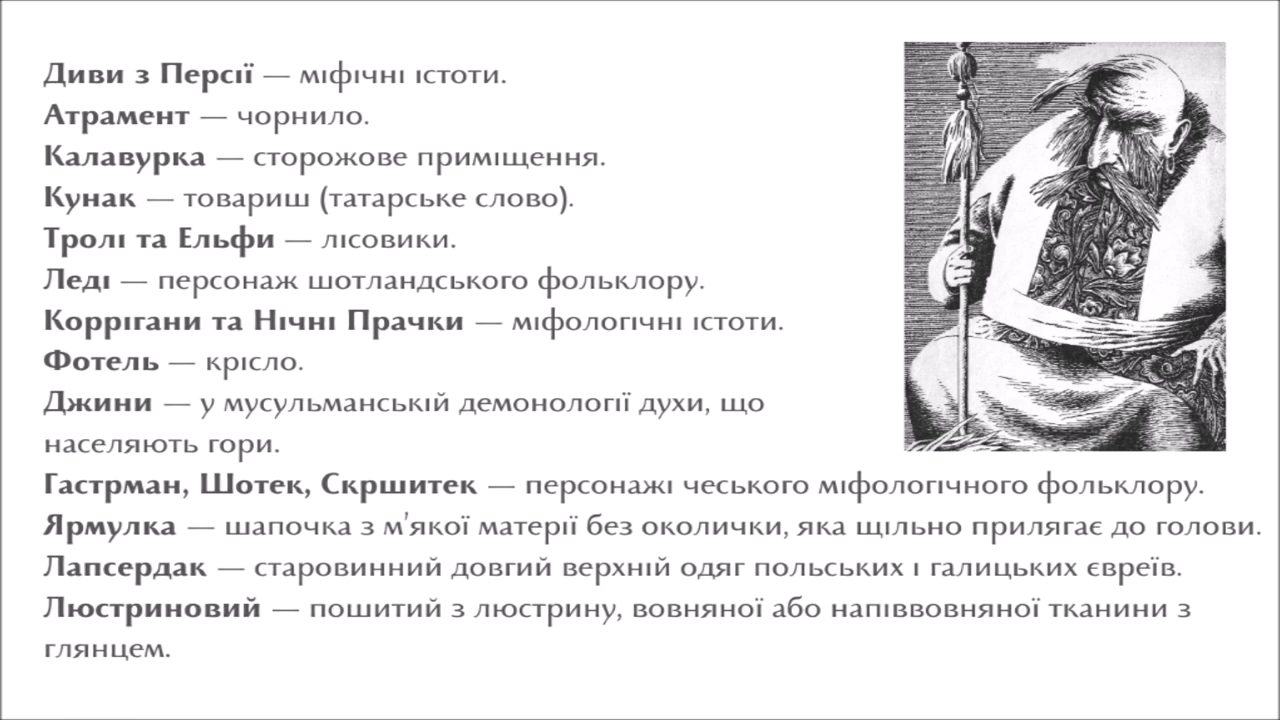 Диви з Персії — міфічні істоти.
Атрамент — чорнило.
Калавурка — сторожове приміщення.
Кунак — товариш (татарське слово).
Тролі та Ельфи — лісовики.
Леді — персонаж шотландського фольклору.
Коррігани та Нічні Прачки — міфологічні істоти.
Фотель — крісло.
Джини — у мусульманській демонології духи, що
населяють гори.
Гастрман, Шотек, Скршитек — персонажі чеського міфологічного фольклору.
Ярмулка — шапочка з м'якої матерії без околички, яка щільно прилягає до голови.
Лапсердак — старовинний довгий верхній одяг польських і галицьких євреїв.
Люстриновий — пошитий з люстрину, вовняної або напіввовняної тканини з
глянцем.